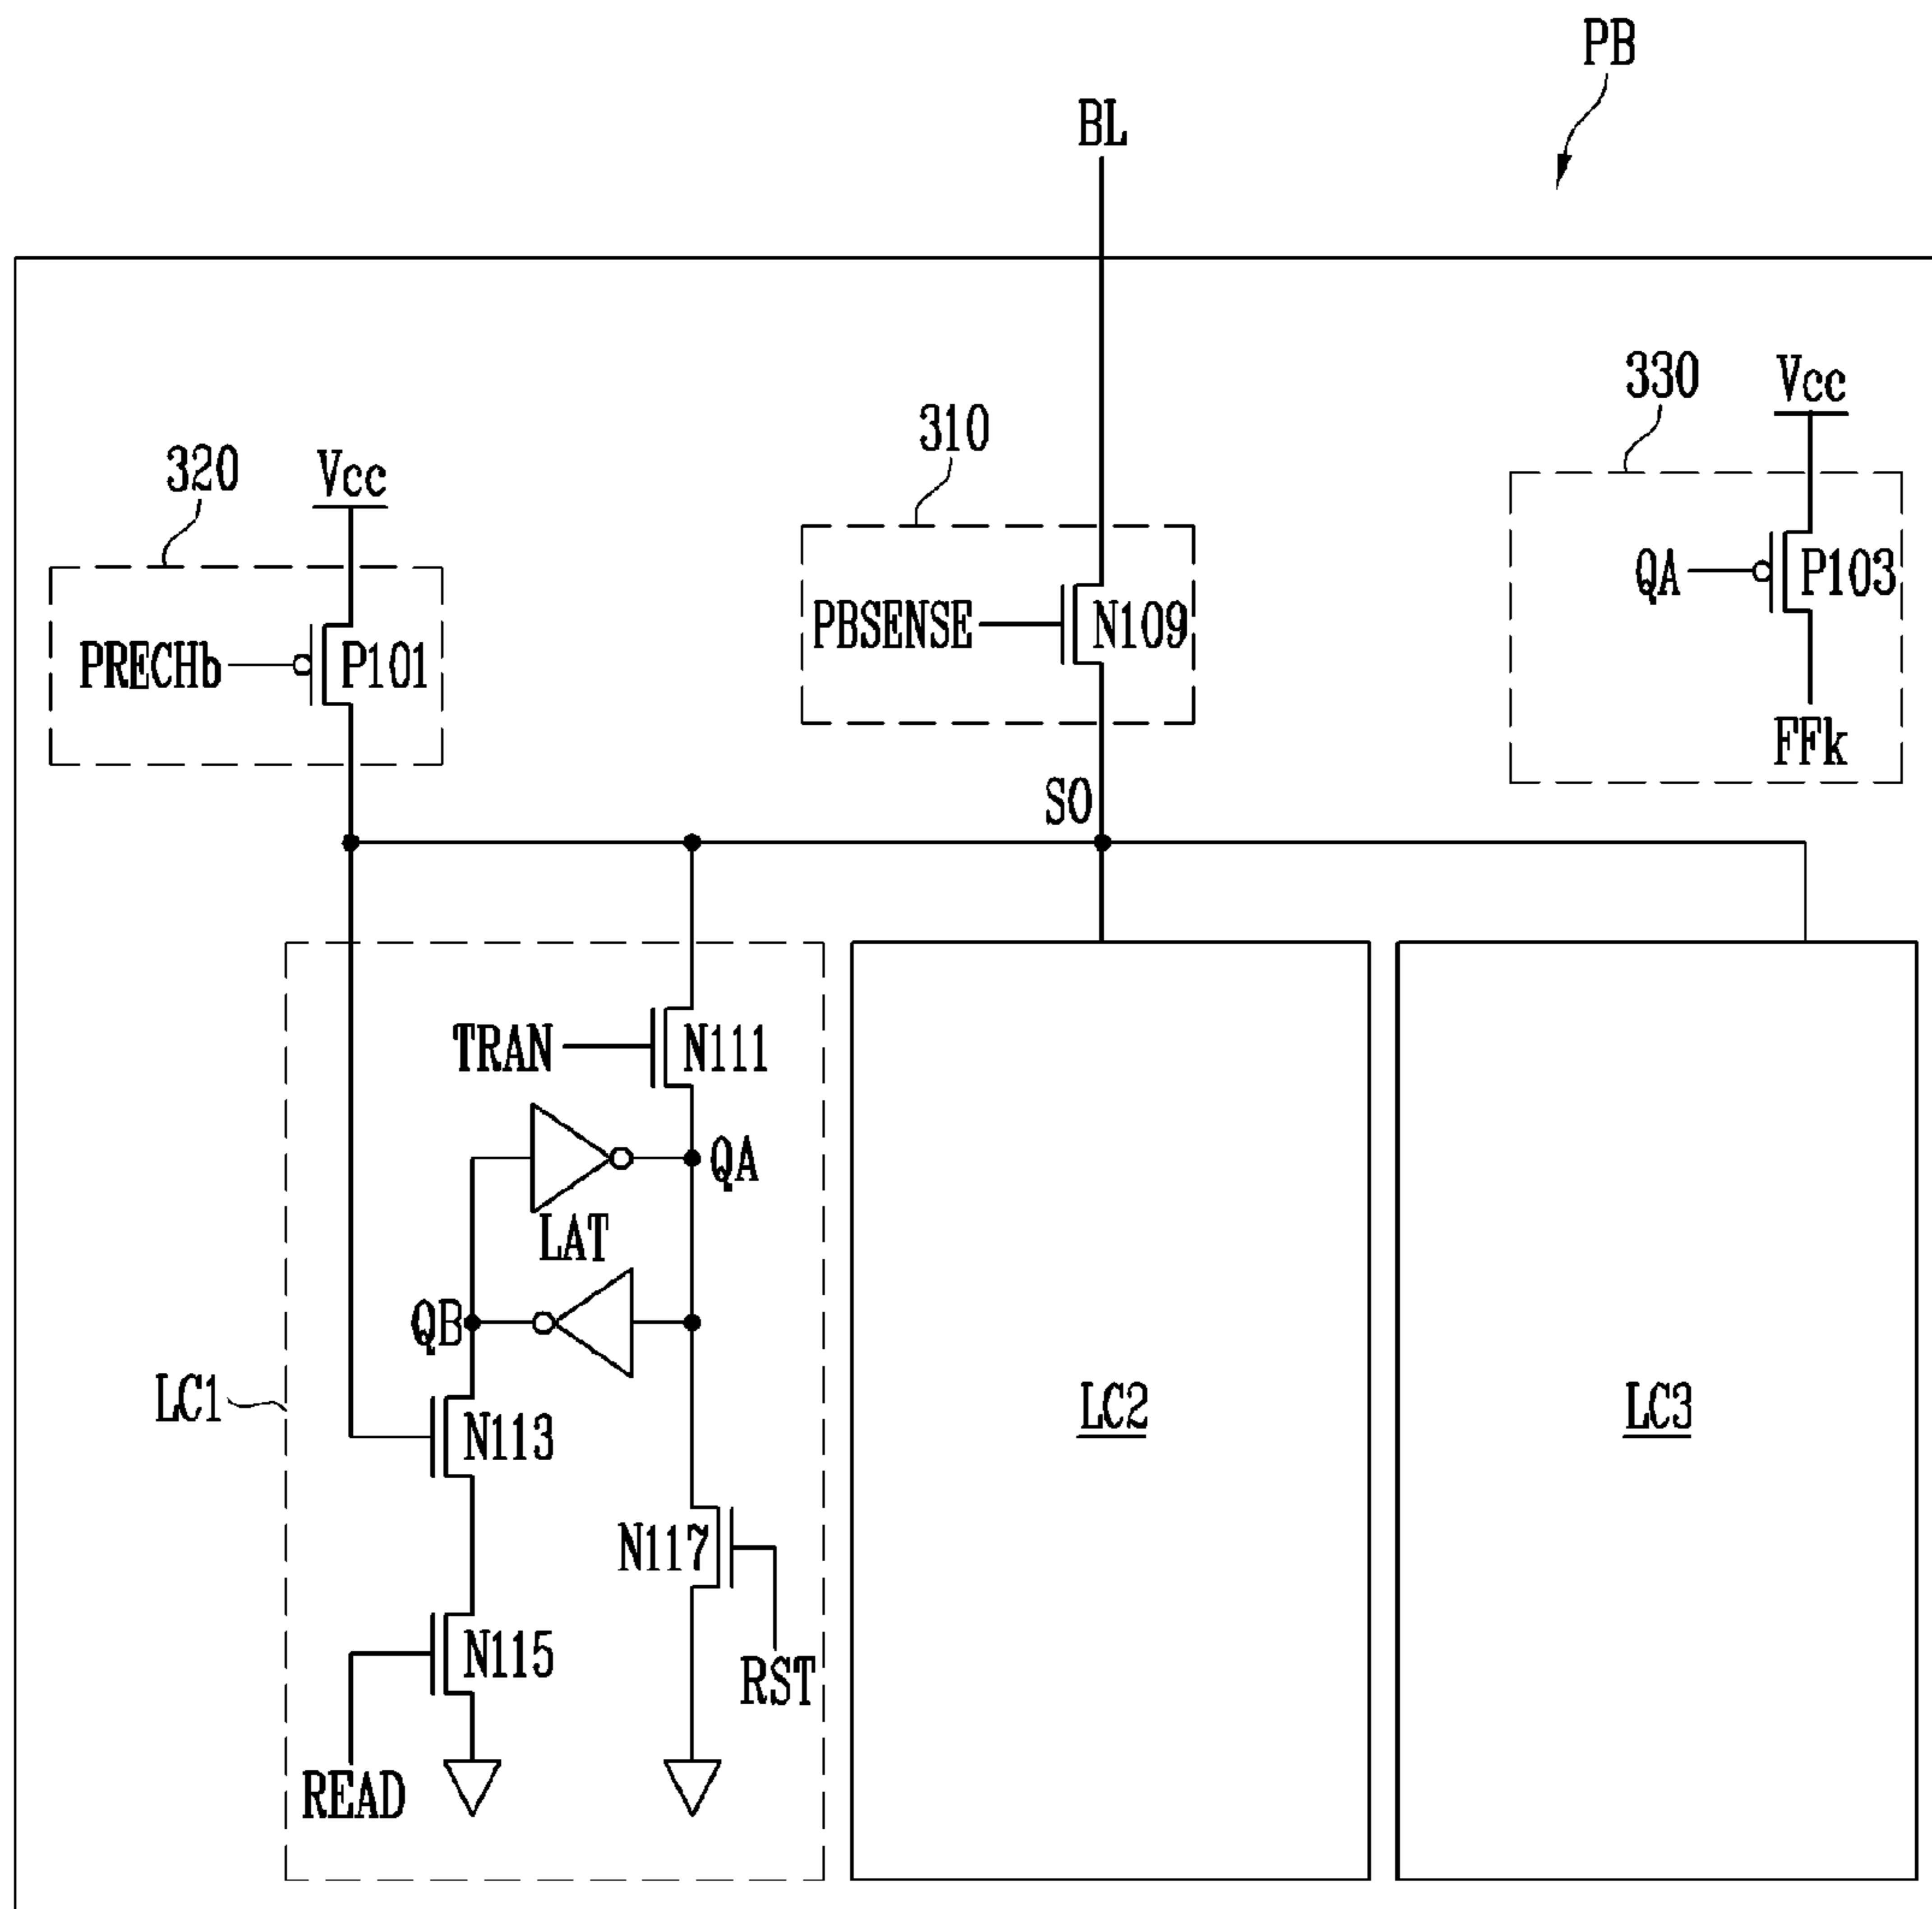 PB
BL
330
Vcc
310
320
Vcc
QA
P103
PBSENSE
N109
PRECHb
P101
FFk
SO
TRAN
N111
QA
LAT
QB
LC1
LC2
LC3
N113
N117
N115
RST
READ